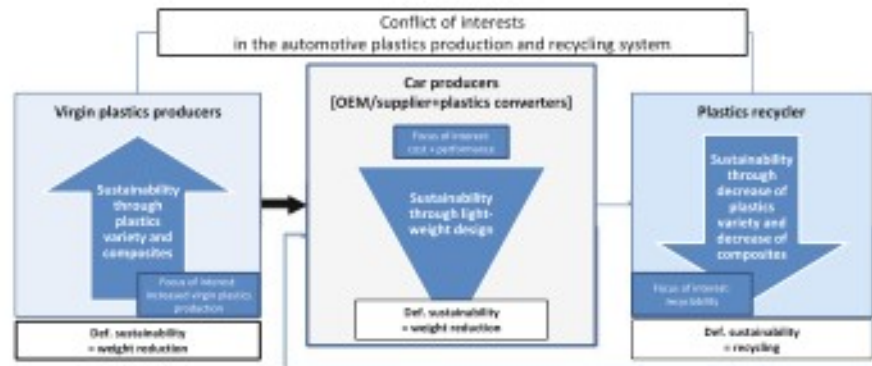 Conflict of interests
in the automotive plastics production and recycling system
Virgin plastics producers
Sustainability
through
plastics
variety and
composites
Focus of interest:
increased virgin plastics
production
Def. sustainability
= weight reduction
Car producers
[OEM/supplier+plastics converters]
Focus of interest:
cost + performance
Sustainability
through light-
weight design
Def. sustainability
= weight reduction
Plastics recycler
Sustainability
through
decrease of
plastics
variety and
decrease of
composites
Focus of interest:
recyclability
Def. sustainability
= recycling